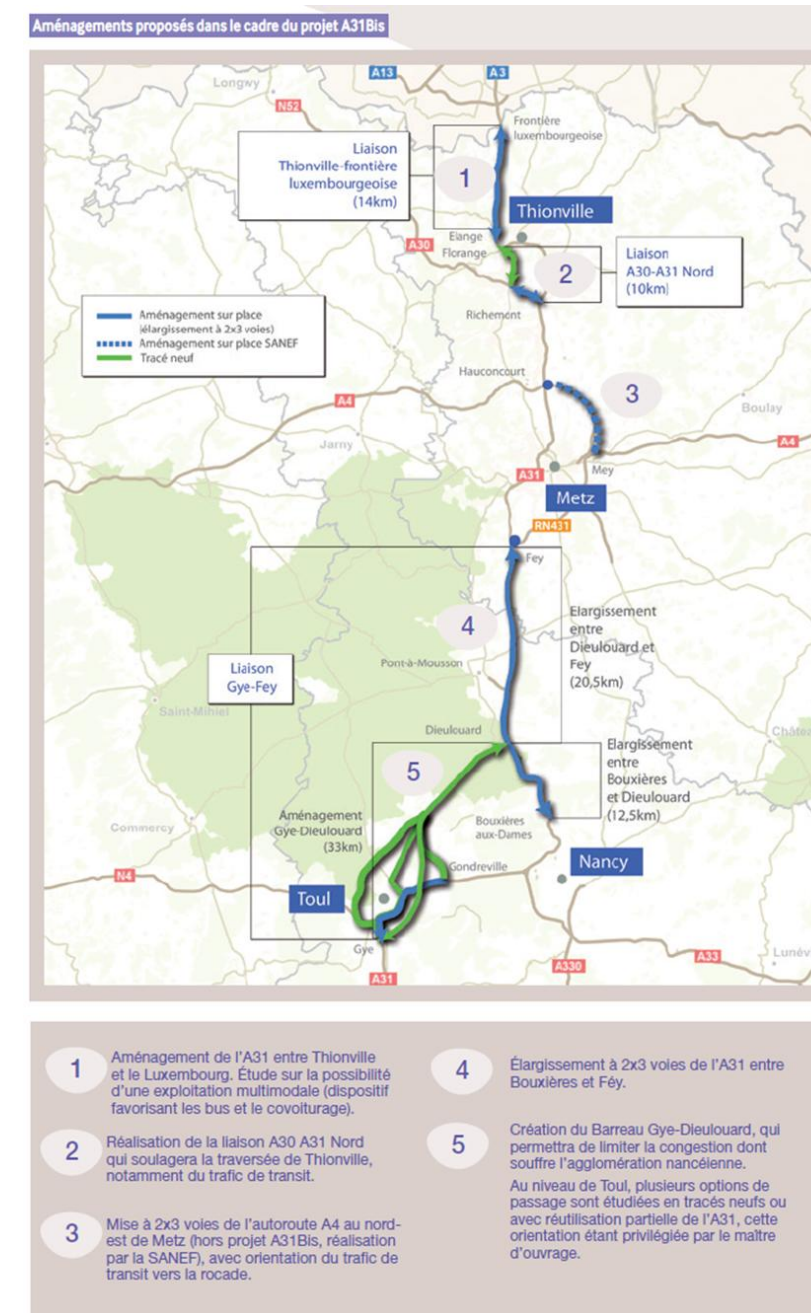 Aménagements proposés dans le cadre du projet A31Bis
A13
A3
Longwy
N52
Frontière
luxembourgeoise
Liaison
Thionville-frontière
luxembourgeoise
(14km)
1
Thionville
Elange
Florange
A30
2
Liaison
A30-A31 Nord
(10km)
Richemont
Aménagement sur place
(élargissement à 2x3 voies)
Aménagement sur place SANEF
Tracé neuf
Hauconcourt
3
A4
Boulay
Jarny
A4
Mey
A31
Metz
RN431
Fey
4
Elargissement
entre
Dieulouard et
Fey
(20,5km)
Pont-à-Mousson
Liaison
Gye-Fey
Saint-Mihiel
Dieulouard
Elargissement
entre
Bouxières
et Dieulouard
(12,5km)
Château
5
Aménagement
Gye-Dieulouard
(33km)
Bouxières
aux-Dames
Commercy
Gondreville
Nancy
N4
Toul
Gye
A31
A330
A33
Lunév
1
Aménagement de l'A31 entre Thionville
et le Luxembourg. Étude sur la possibilité
d'une exploitation multimodale (dispositif
favorisant les bus et le covoiturage).
2
Réalisation de la liaison A30 A31 Nord
qui soulagera la traversée de Thionville,
notamment du trafic de transit.
3
Mise à 2x3 voies de l'autoroute A4 au nord-
est de Metz (hors projet A31Bis, réalisation
par la SANEF), avec orientation du trafic de
transit vers la rocade.
4
Élargissement à 2x3 voies de l'A31 entre
Bouxières et Féy.
5
Création du Barreau Gye-Dieulouard, qui
permettra de limiter la congestion dont
souffre l'agglomération nancéienne.
Au niveau de Toul, plusieurs options de
passage sont étudiées en tracés neufs ou
avec réutilisation partielle de l'A31, cette
orientation étant privilégiée par le maître
d'ouvrage.